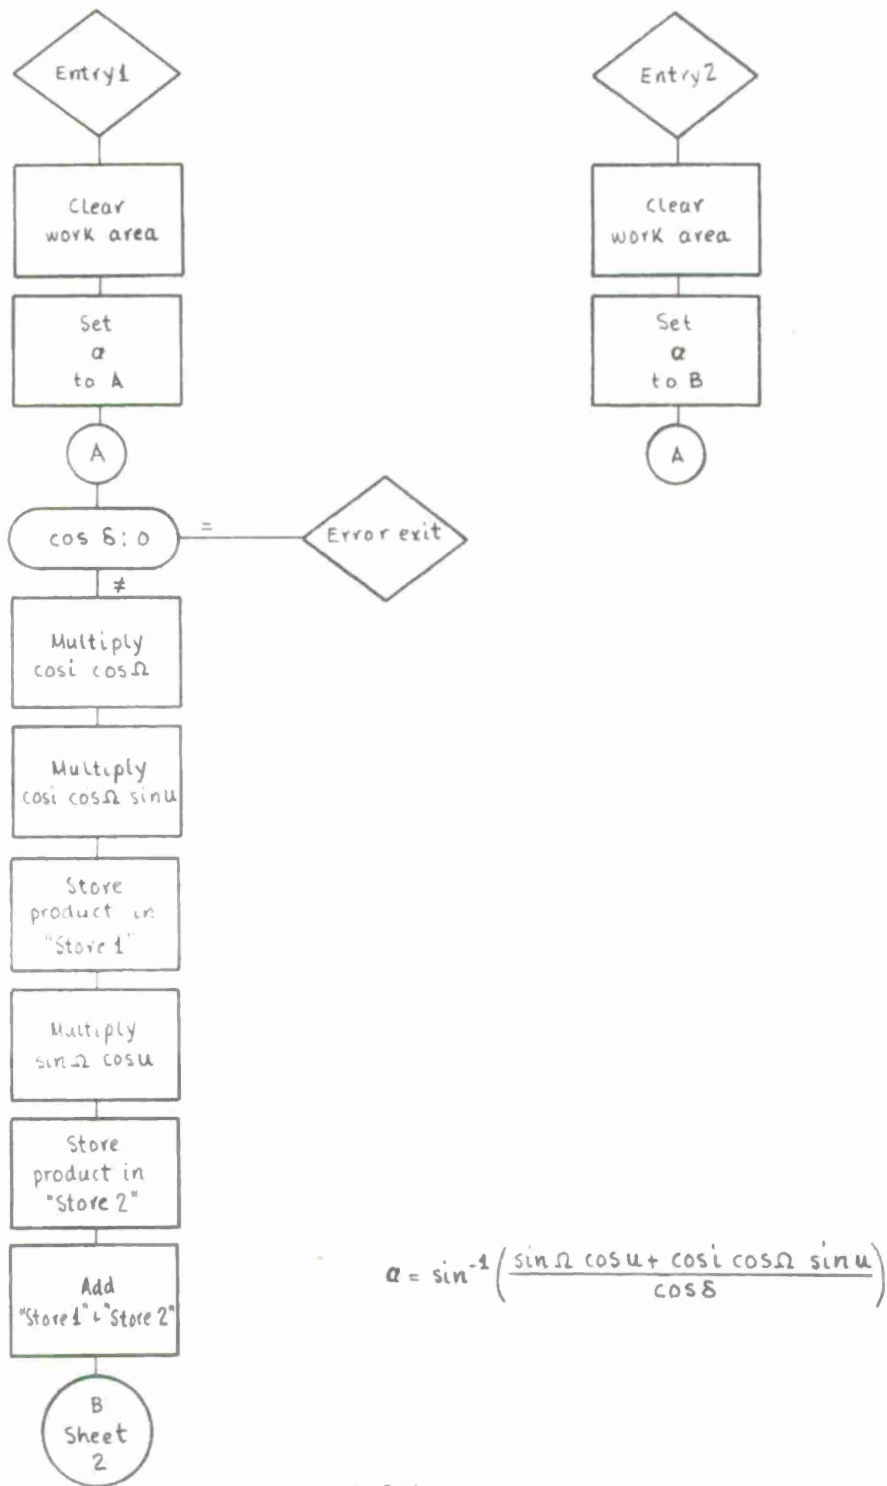 Entry1
Clear
work area
Set
α
to A
A
cos δ: 0
=
Error exit
≠
Multiply
cosi cosΩ
Multiply
cosi cosΩ sinu
Store
product in
"Store 1"
Multiply
sinΩ cosu
Store
product in
"Store 2"
Add
"Store1" & "Store 2"
B
Sheet
2
Entry2
Clear
work area
Set
α
to B
A
α = sin⁻¹(sinΩ cosu + cosi cosΩ sinu / cosδ)